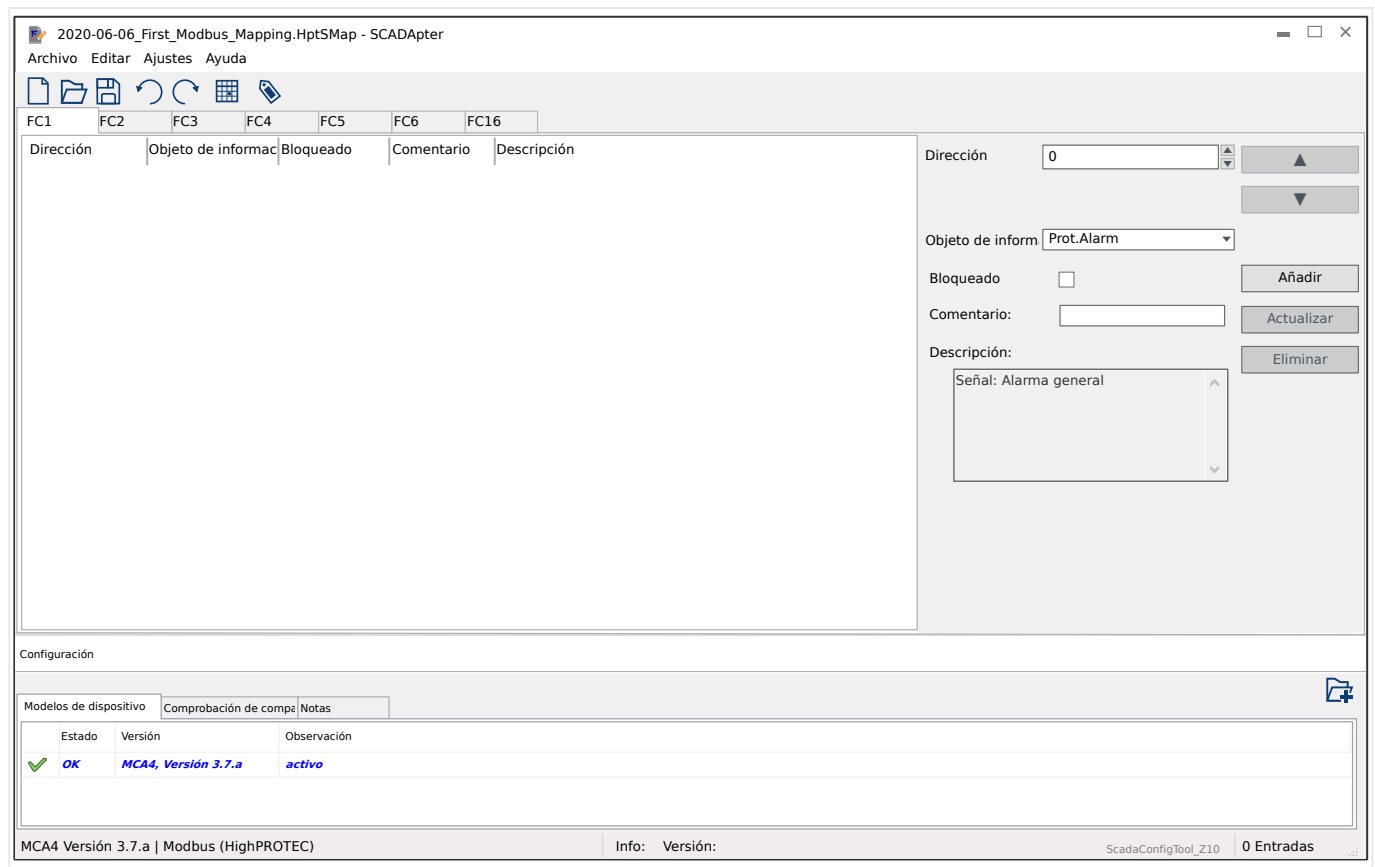 2020-06-06_First_Modbus_Mapping.HptSMap - SCADApter
Archivo Editar Ajustes Ayuda
FC1 FC2 FC3 FC4 FC5 FC6 FC16
Dirección Objeto de informac Bloqueado Comentario Descripción
Dirección 0
Objeto de inform Prot.Alarm
Bloqueado Añadir
Comentario: Actualizar
Descripción: Eliminar
Señal: Alarma general
Configuración
Modelos de dispositivo Comprobación de compa Notas
Estado Versión Observación
OK MCA4, Versión 3.7.a activo
MCA4 Versión 3.7.a | Modbus (HighPROTEC) Info: Versión: ScadaConfigTool_Z10 0 Entradas